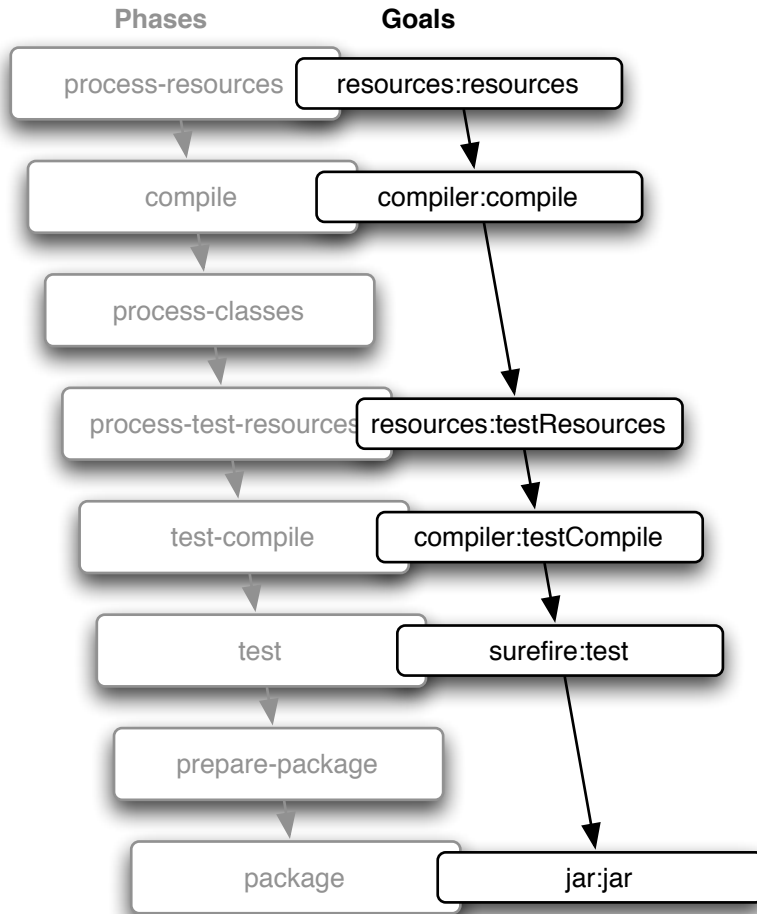 Phases Goals
process-resources resources:resources
compile compiler:compile
process-classes
process-test-resources resources:testResources
test-compile compiler:testCompile
test surefire:test
prepare-package
package jar:jar